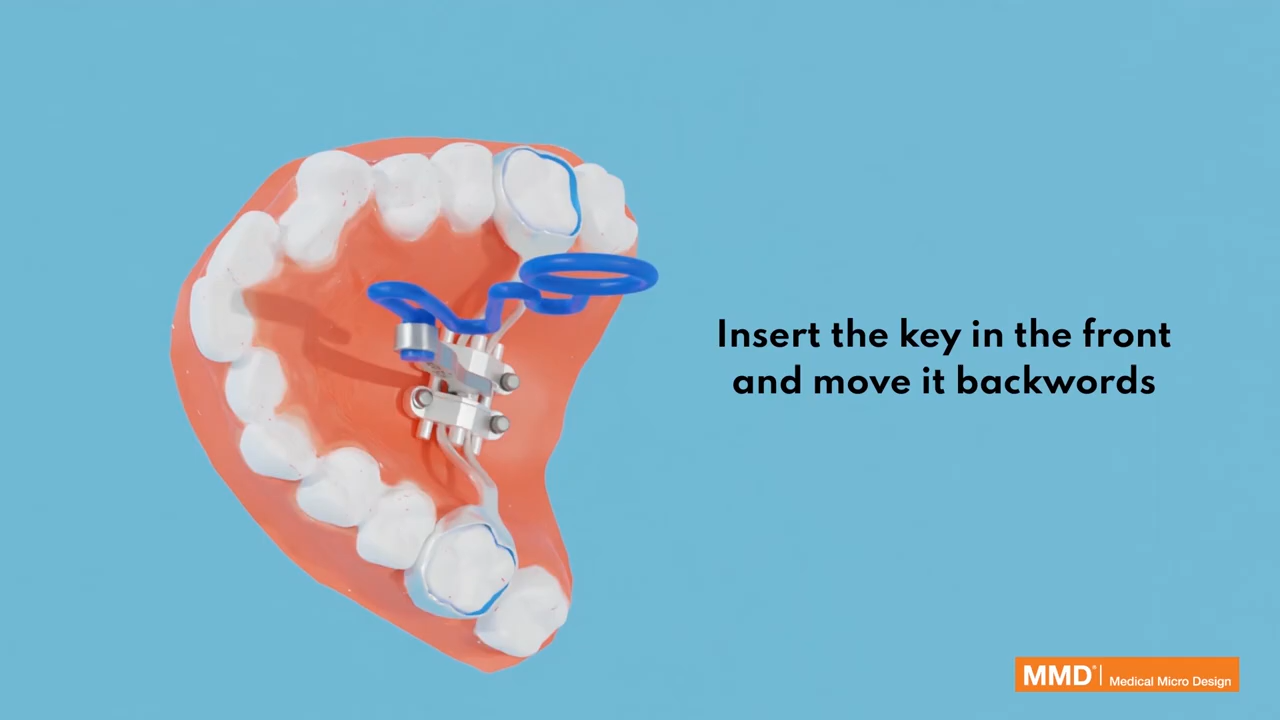 Insert the key in the front
and move it backwords
MMD® | Medical Micro Design